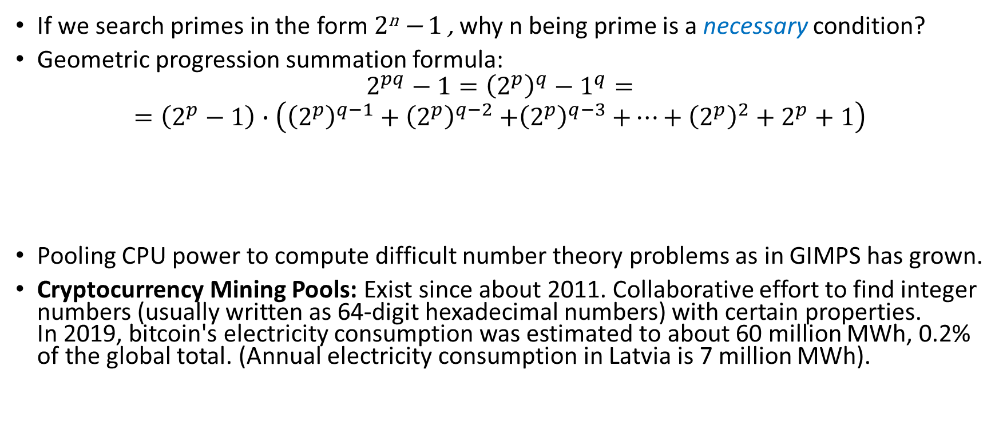 • If we search primes in the form 2ⁿ − 1 , why n being prime is a necessary condition?
• Geometric progression summation formula:
2^{pq} − 1 = (2^p)^q − 1^q =
= (2^p − 1) · ((2^p)^{q−1} + (2^p)^{q−2} +(2^p)^{q−3} + ⋯ + (2^p)^2 + 2^p + 1)
• Pooling CPU power to compute difficult number theory problems as in GIMPS has grown.
• Cryptocurrency Mining Pools: Exist since about 2011. Collaborative effort to find integer
numbers (usually written as 64-digit hexadecimal numbers) with certain properties.
In 2019, bitcoin's electricity consumption was estimated to about 60 million MWh, 0.2%
of the global total. (Annual electricity consumption in Latvia is 7 million MWh).